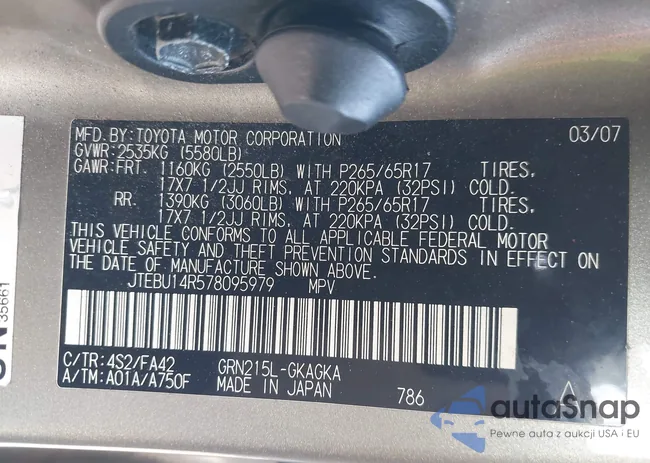 MFD. BY: TOYOTA MOTOR CORPORATION 03/07
GVWR: 2535KG (5580LB)
GAWR: FRT. 1160KG (2550LB) WITH P265/65R17 TIRES,
17X7 1/2JJ RIMS, AT 220KPA (32PSI) COLD.
RR. 1390KG (3060LB) WITH P265/65R17 TIRES,
17X7 1/2JJ RIMS, AT 220KPA (32PSI) COLD.
THIS VEHICLE CONFORMS TO ALL APPLICABLE FEDERAL MOTOR
VEHICLE SAFETY AND THEFT PREVENTION STANDARDS IN EFFECT ON
THE DATE OF MANUFACTURE SHOWN ABOVE.
JTEBU14R578095979 MPV
C/TR: 4S2/FA42 GRN215L-GKAGKA
A/TM: A01A/A750F MADE IN JAPAN 786
35661
autoSnap
Pewne auta z aukcji USA i EU